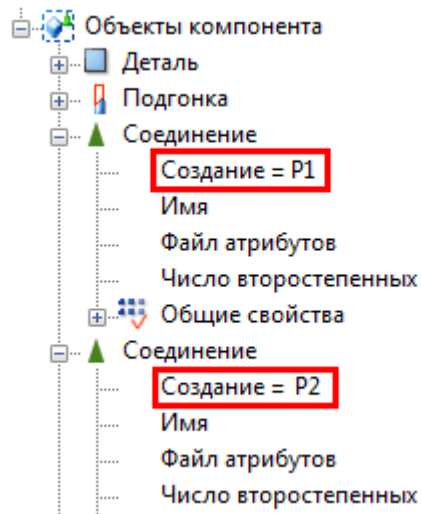 Объекты компонента
Деталь
Подгонка
Соединение
Создание = P1
Имя
Файл атрибутов
Число второстепенных
Общие свойства
Соединение
Создание = P2
Имя
Файл атрибутов
Число второстепенных